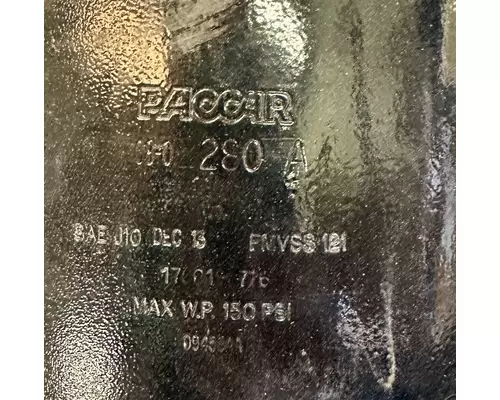 PACCAR
280 A
SAE J10 DEC 13 FMVSS 121
MAX W.P. 150 PSI